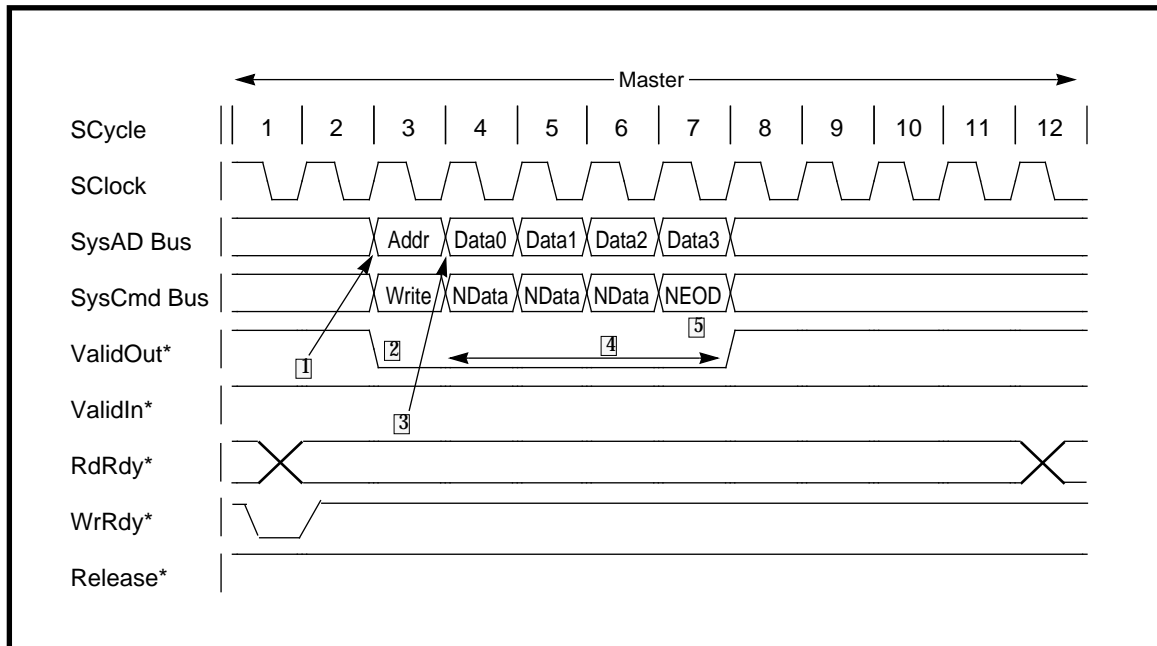 Master
SCycle 1 2 3 4 5 6 7 8 9 10 11 12
SClock
SysAD Bus Addr Data0 Data1 Data2 Data3
SysCmd Bus Write NData NData NData NEOD
5
ValidOut* 2 4
1
ValidIn*
3
RdRdy*
WrRdy*
Release*